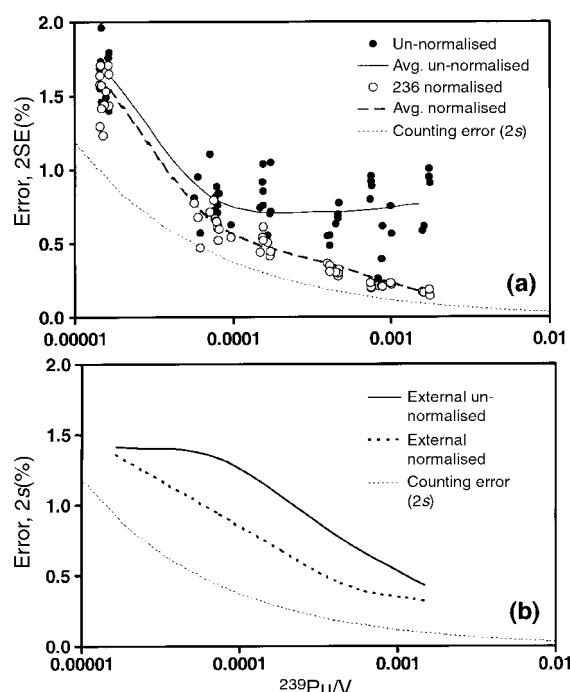 2.0
1.5
1.0
0.5
0.0
Error, 2SE(%)
Un-normalised
Avg. un-normalised
236 normalised
Avg. normalised
Counting error (2s)
(a)
0.00001
0.0001
0.001
0.01
2.0
1.5
1.0
0.5
0.0
Error, 2s(%)
External un-
normalised
External
normalised
Counting error
(2s)
(b)
0.00001
0.0001
0.001
0.01
²³⁹Pu/V